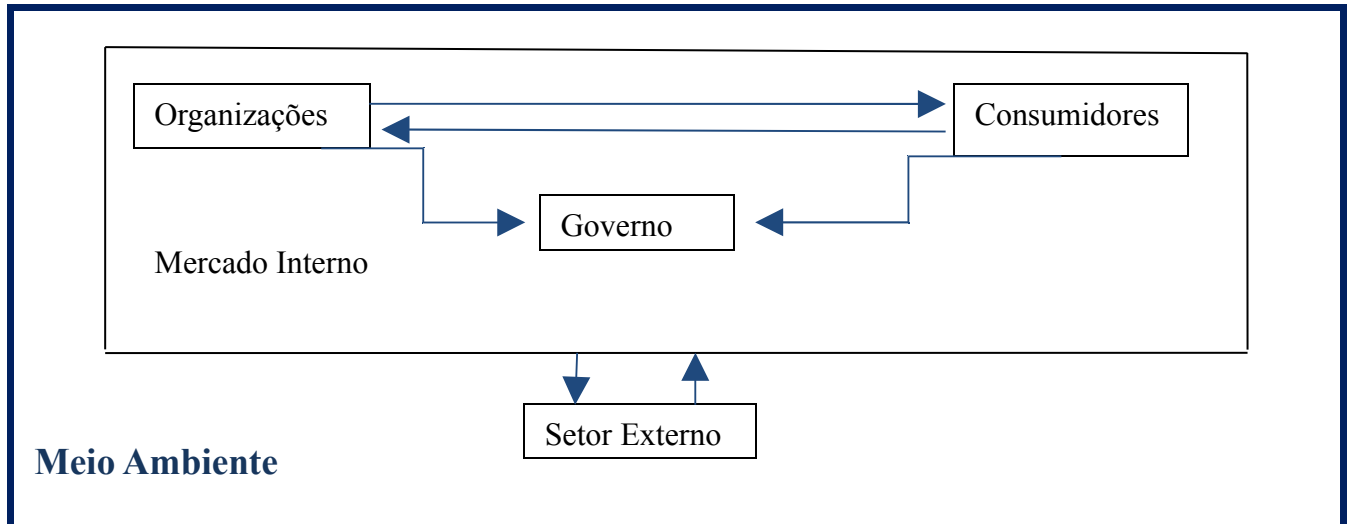 Organizações
Consumidores
Governo
Mercado Interno
Setor Externo
Meio Ambiente